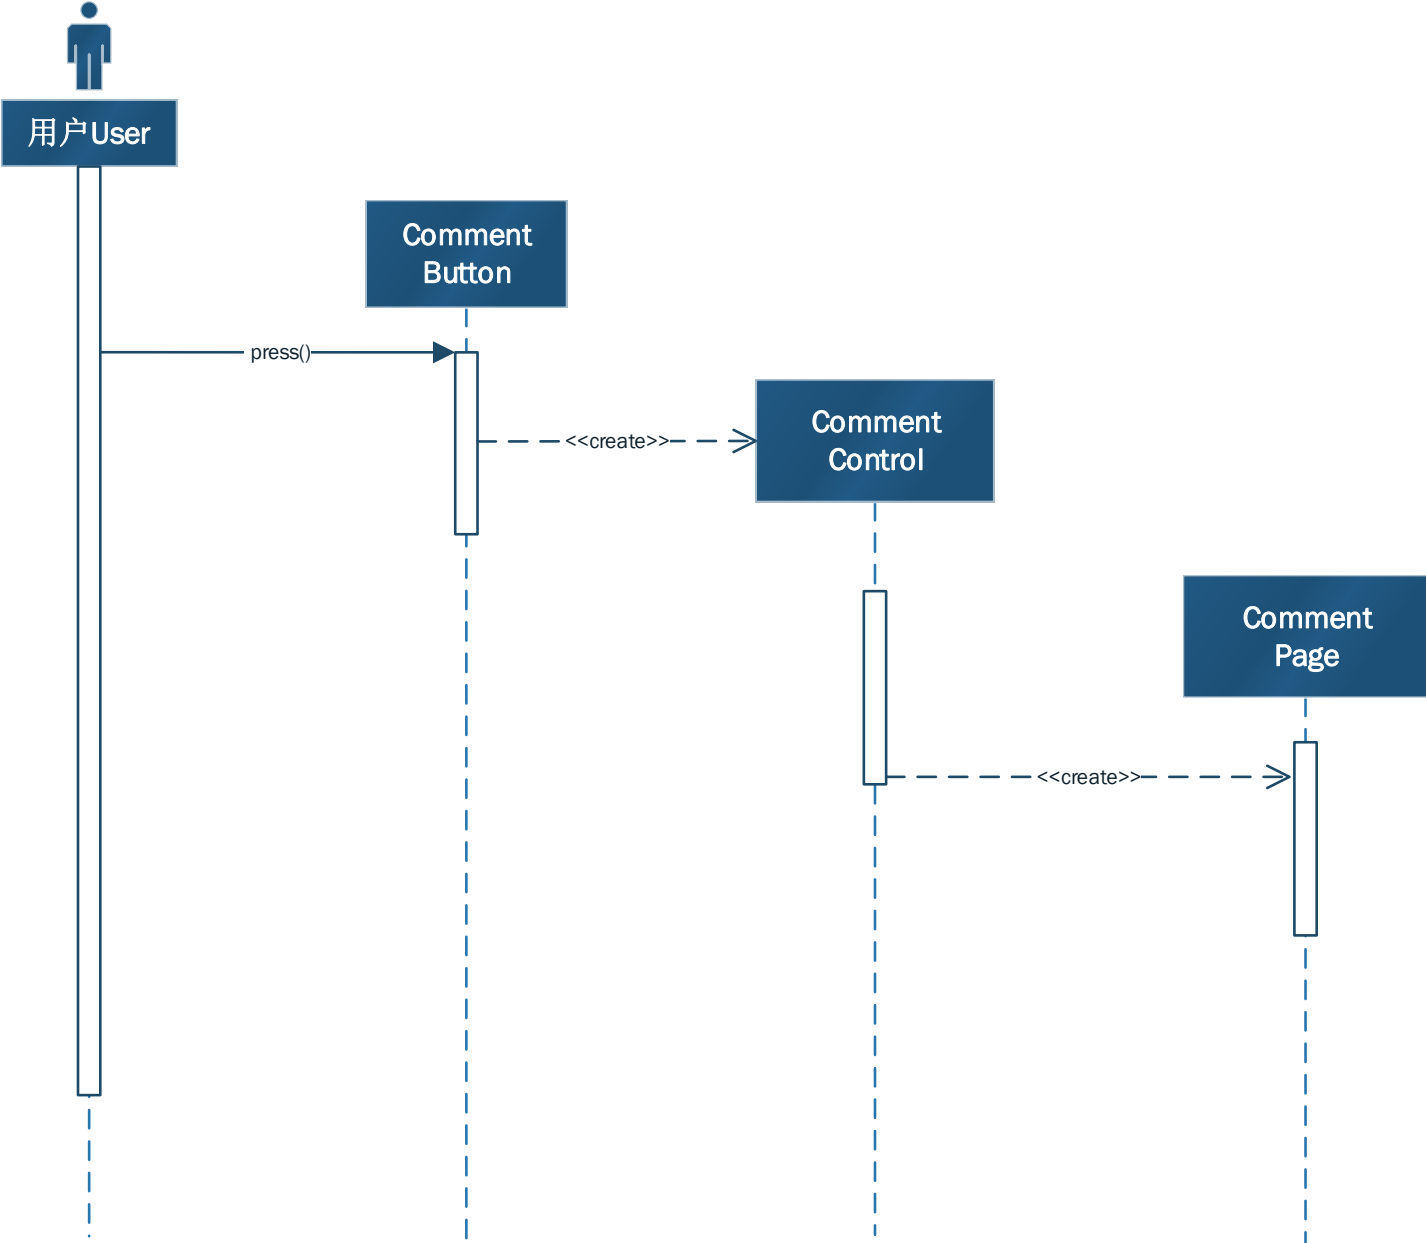 用户User
Comment
Button
press()
<<create>>
Comment
Control
Comment
Page
<<create>>